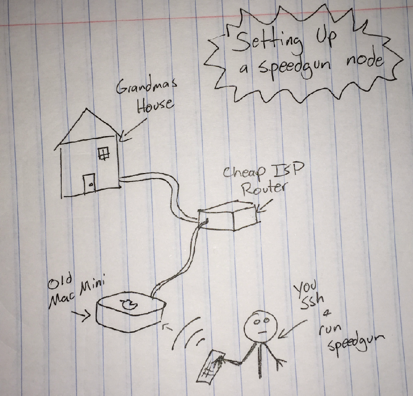 Setting Up
a speedgun node
Grandmas
House
Cheap ISP
Router
Old
Mac Mini
you
ssh
&
run
speedgun